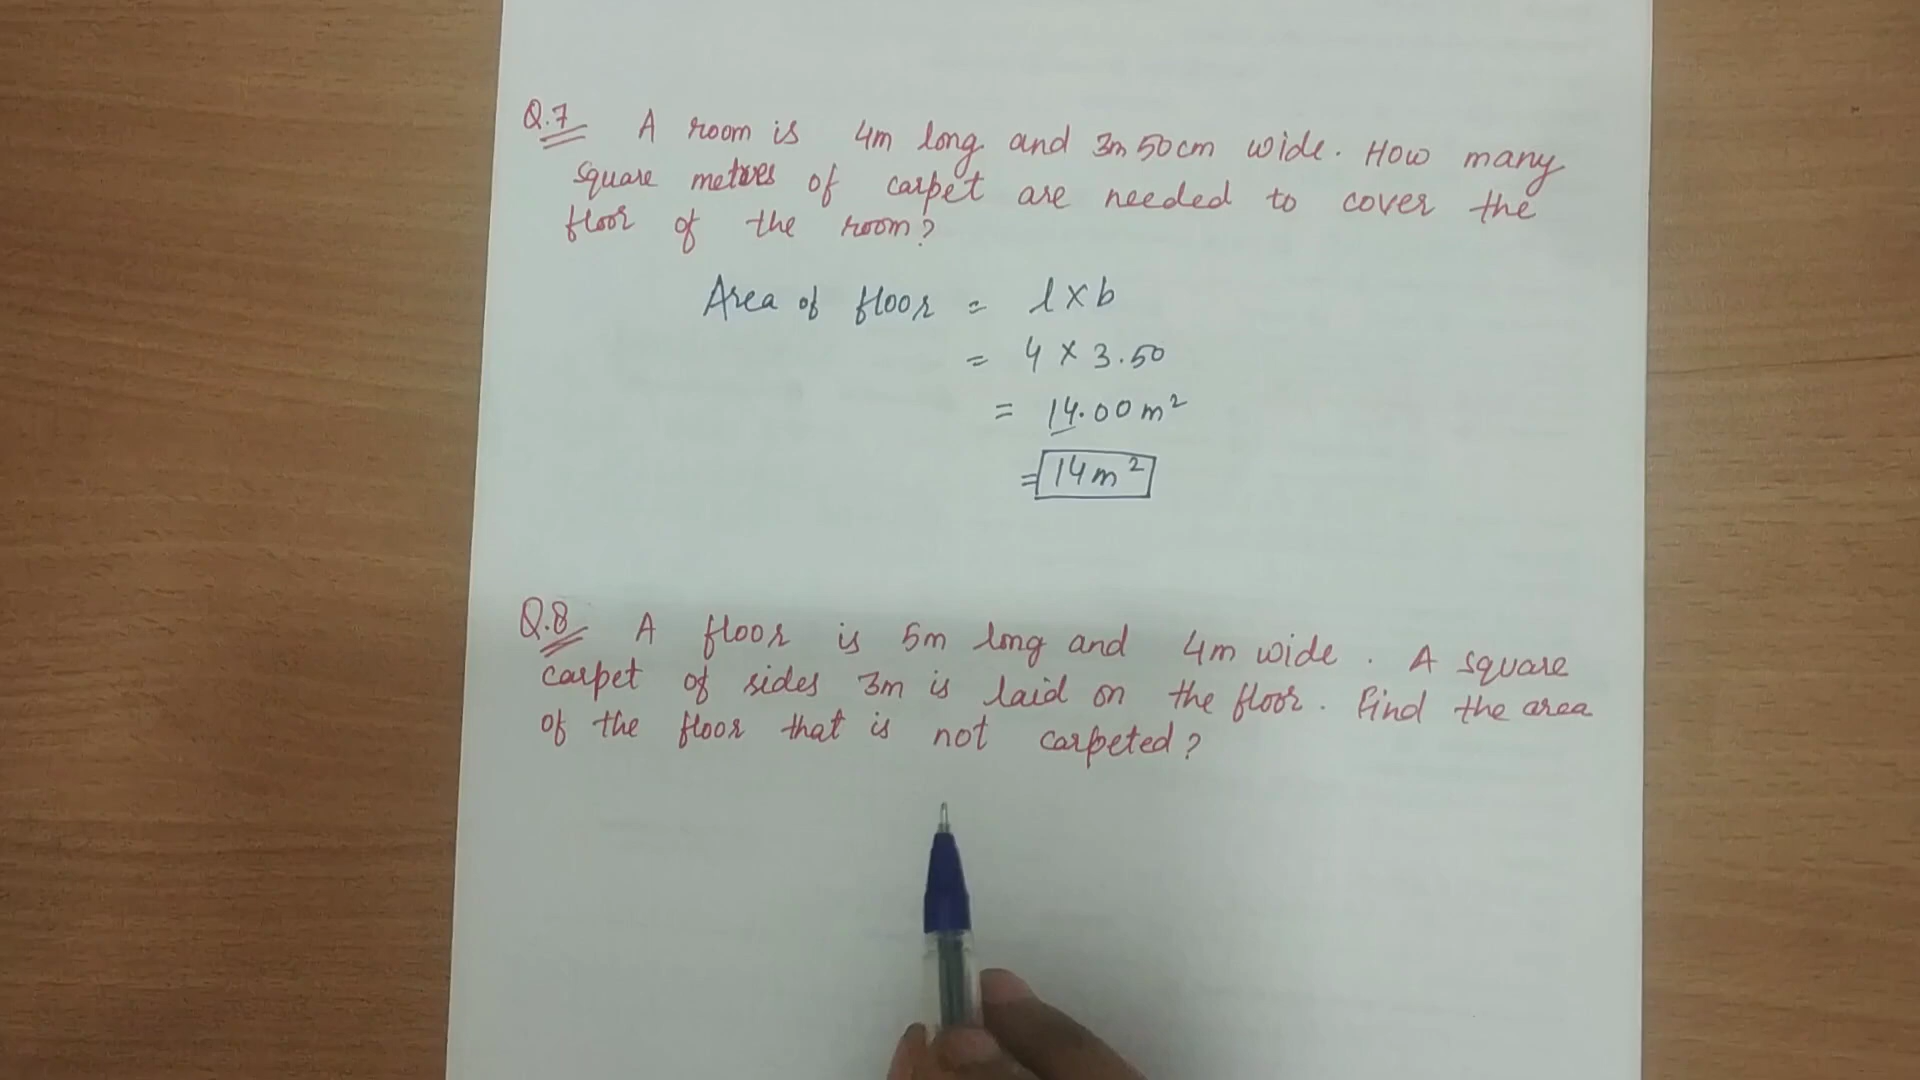 Q.7 A room is 4m long and 3m 50cm wide. How many
square metres of carpet are needed to cover the
floor of the room?
Area of floor = l×b
= 4 × 3.50
= 14.00 m²
= 14 m²
Q.8 A floor is 5m long and 4m wide. A square
carpet of sides 3m is laid on the floor. Find the area
of the floor that is not carpeted?